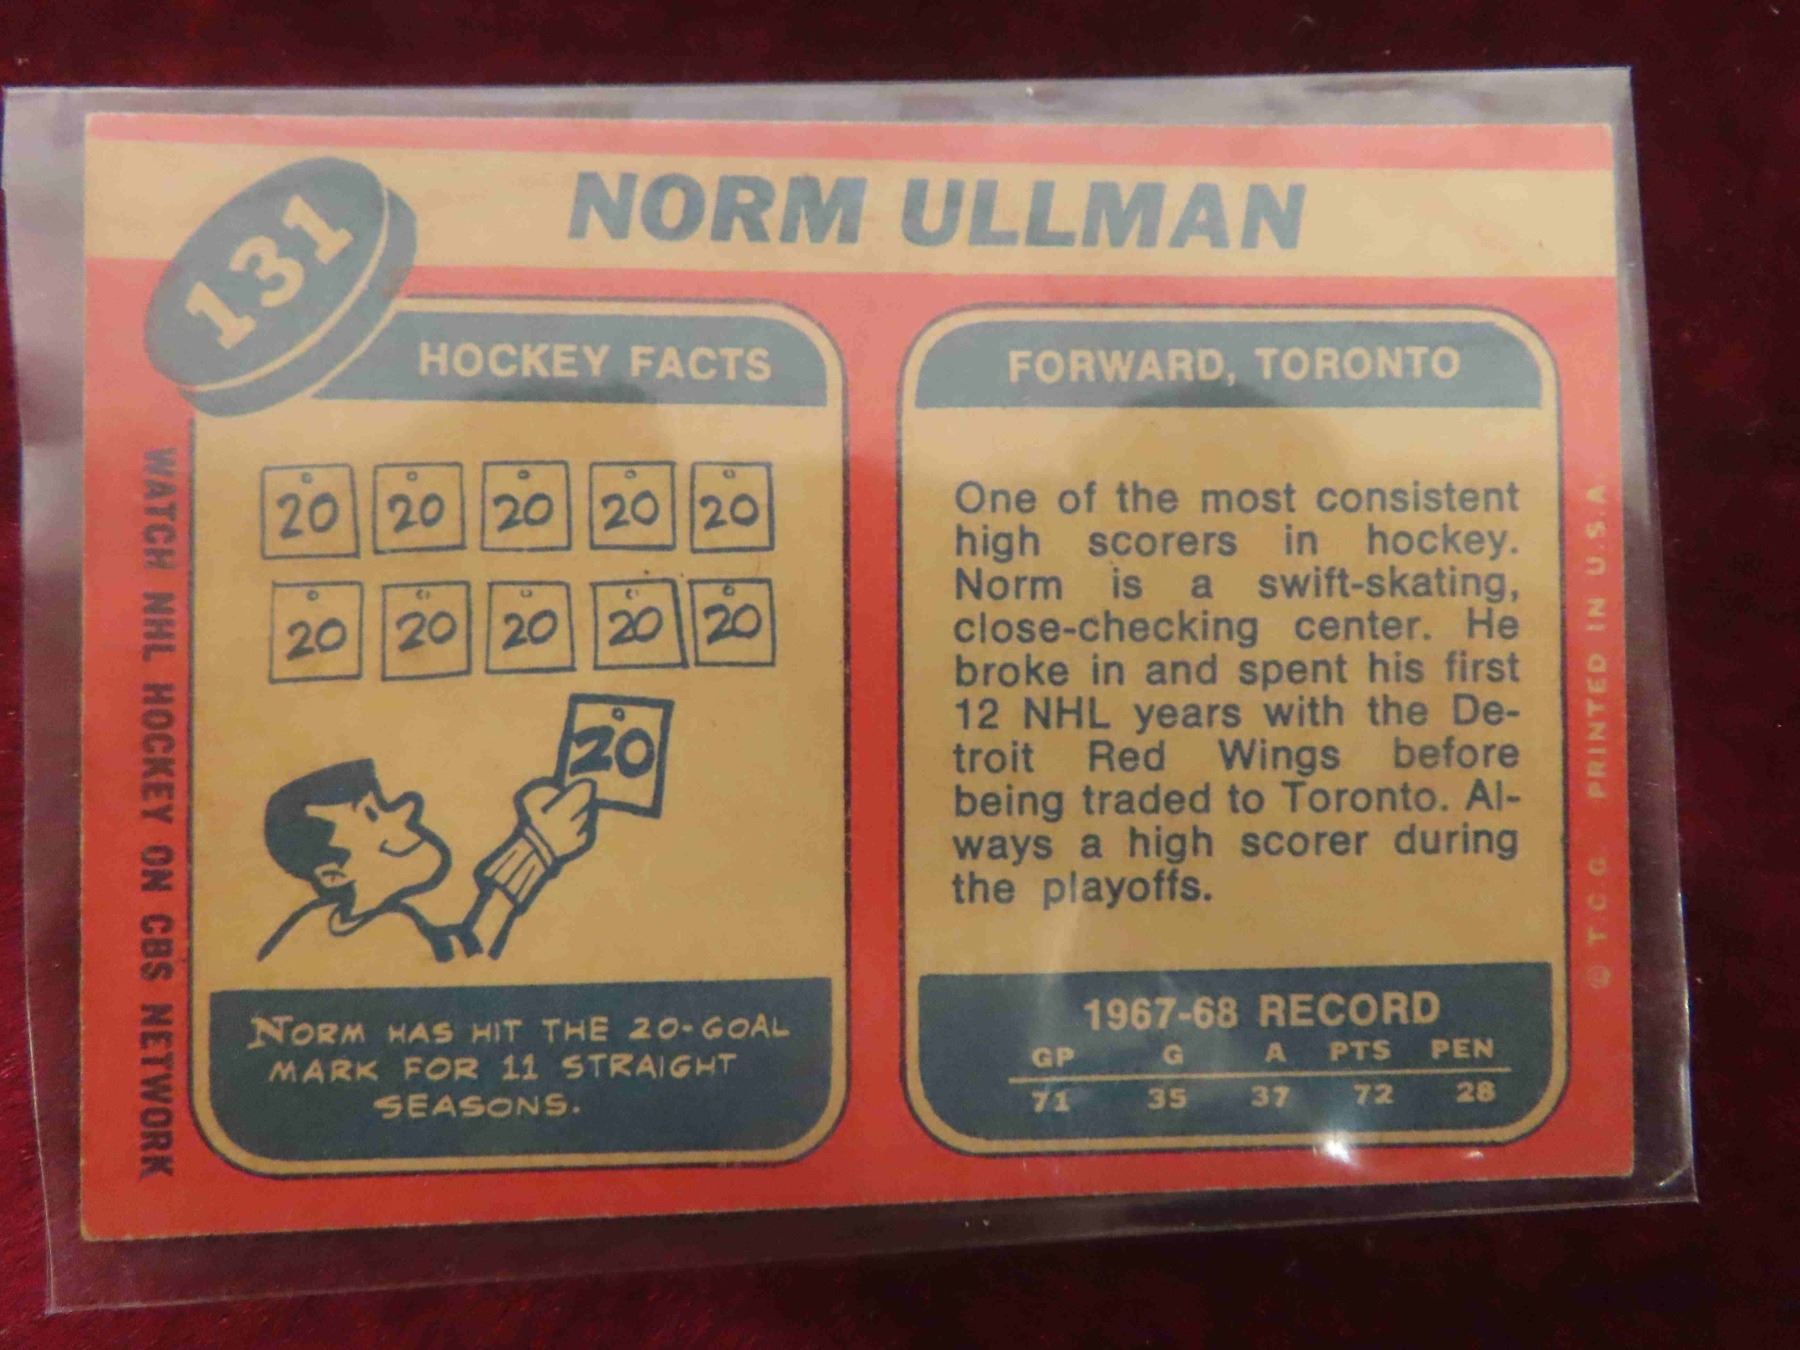 131
NORM ULLMAN
HOCKEY FACTS
20 20 20 20 20
20 20 20 20 20
20
NORM HAS HIT THE 20-GOAL
MARK FOR 11 STRAIGHT
SEASONS.
FORWARD, TORONTO
One of the most consistent
high scorers in hockey.
Norm is a swift-skating,
close-checking center. He
broke in and spent his first
12 NHL years with the De-
troit Red Wings before
being traded to Toronto. Al-
ways a high scorer during
the playoffs.
1967-68 RECORD
GP G A PTS PEN
71 35 37 72 28
WATCH NHL HOCKEY ON CBS NETWORK
© T.C.G. PRINTED IN U.S.A